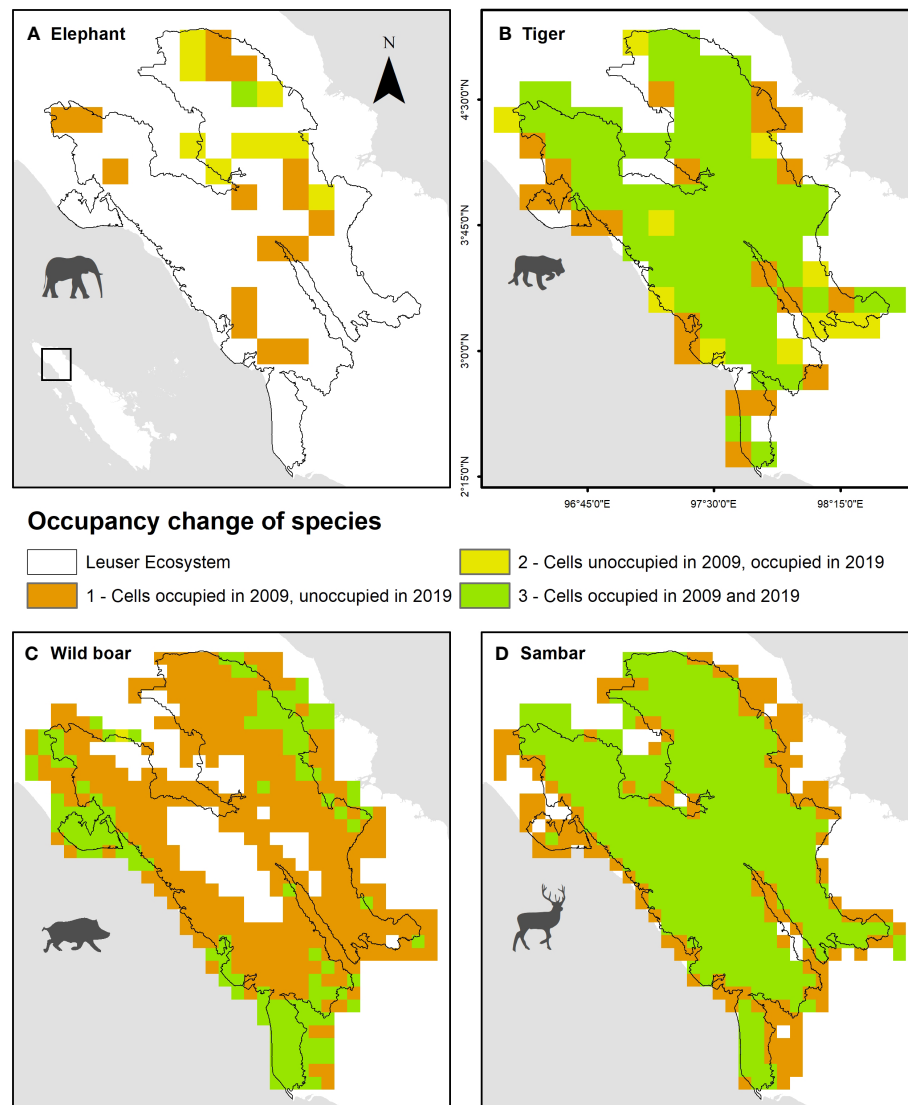 A Elephant
N
B Tiger
4°30'0"N
3°45'0"N
3°0'0"N
2°15'0"N
96°45'0"E
97°30'0"E
98°15'0"E
Occupancy change of species
Leuser Ecosystem
2 - Cells unoccupied in 2009, occupied in 2019
1 - Cells occupied in 2009, unoccupied in 2019
3 - Cells occupied in 2009 and 2019
C Wild boar
D Sambar